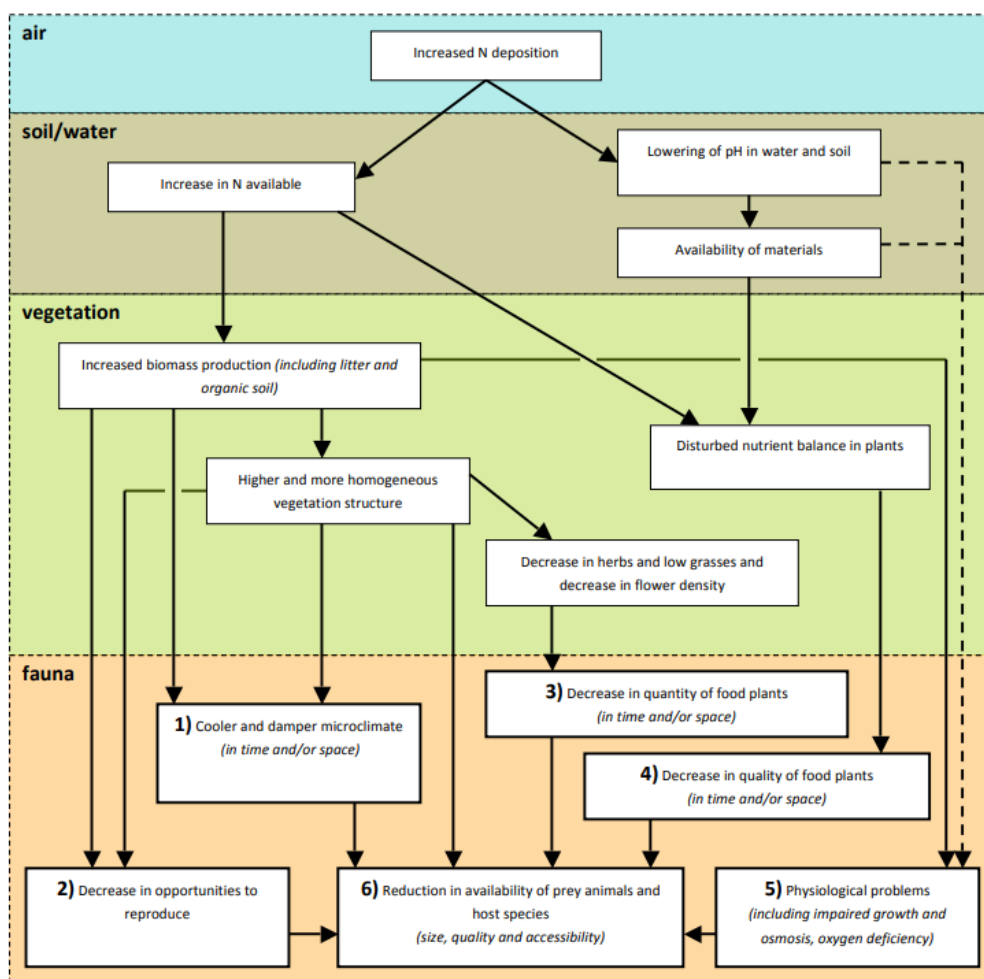 air
Increased N deposition
soil/water
Lowering of pH in water and soil
Increase in N available
Availability of materials
vegetation
Increased biomass production (including litter and
organic soil)
Disturbed nutrient balance in plants
Higher and more homogeneous
vegetation structure
Decrease in herbs and low grasses and
decrease in flower density
fauna
3) Decrease in quantity of food plants
(in time and/or space)
1) Cooler and damper microclimate
(in time and/or space)
4) Decrease in quality of food plants
(in time and/or space)
2) Decrease in opportunities to
reproduce
6) Reduction in availability of prey animals and
host species
(size, quality and accessibility)
5) Physiological problems
(including impaired growth and
osmosis, oxygen deficiency)